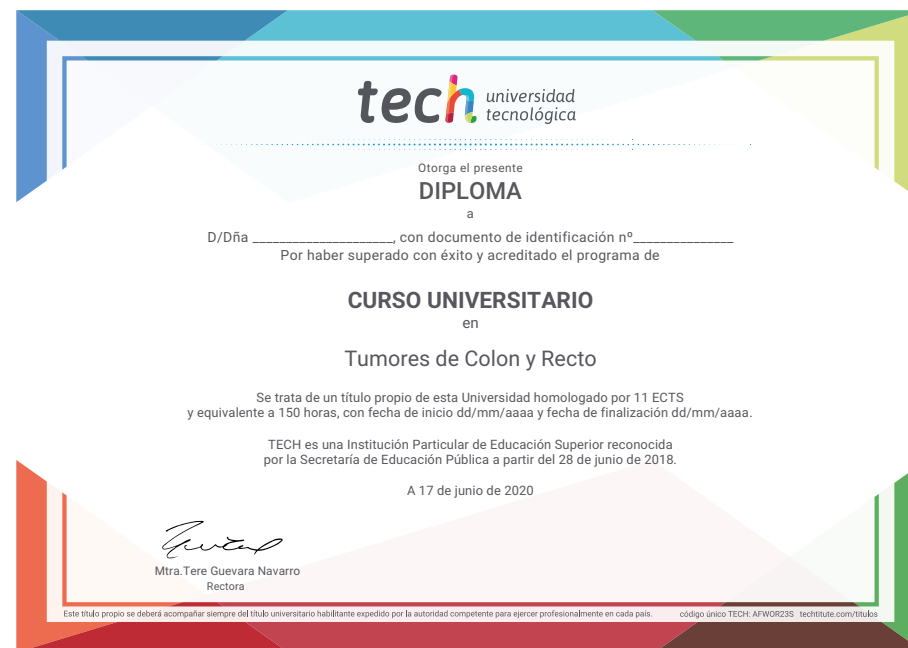 tech universidad
tecnológica
Otorga el presente
DIPLOMA
a
D/Dña ______________________, con documento de identificación nº_______________
Por haber superado con éxito y acreditado el programa de
CURSO UNIVERSITARIO
en
Tumores de Colon y Recto
Se trata de un título propio de esta Universidad homologado por 11 ECTS
y equivalente a 150 horas, con fecha de inicio dd/mm/aaaa y fecha de finalización dd/mm/aaaa.
TECH es una Institución Particular de Educación Superior reconocida
por la Secretaría de Educación Pública a partir del 28 de junio de 2018.
A 17 de junio de 2020
Mtra.Tere Guevara Navarro
Rectora
Este título propio se deberá acompañar siempre del título universitario habilitante expedido por la autoridad competente para ejercer profesionalmente en cada país. código único TECH: AFWOR23S techtitute.com/titulos